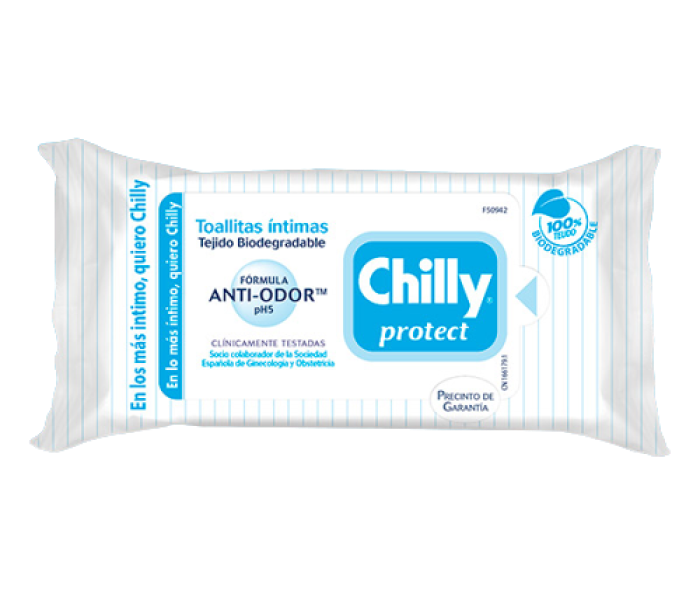 En los más íntimo, quiero Chilly
En lo más íntimo, quiero Chilly
Toallitas íntimas
Tejido Biodegradable
FÓRMULA
ANTI-ODOR™
pH5
CLÍNICAMENTE TESTADAS
Socio colaborador de la Sociedad
Española de Ginecología y Obstetricia
F50942
Chilly®
protect
100%
TEJIDO
BIODEGRADABLE
CN166179.1
PRECINTO DE
GARANTÍA